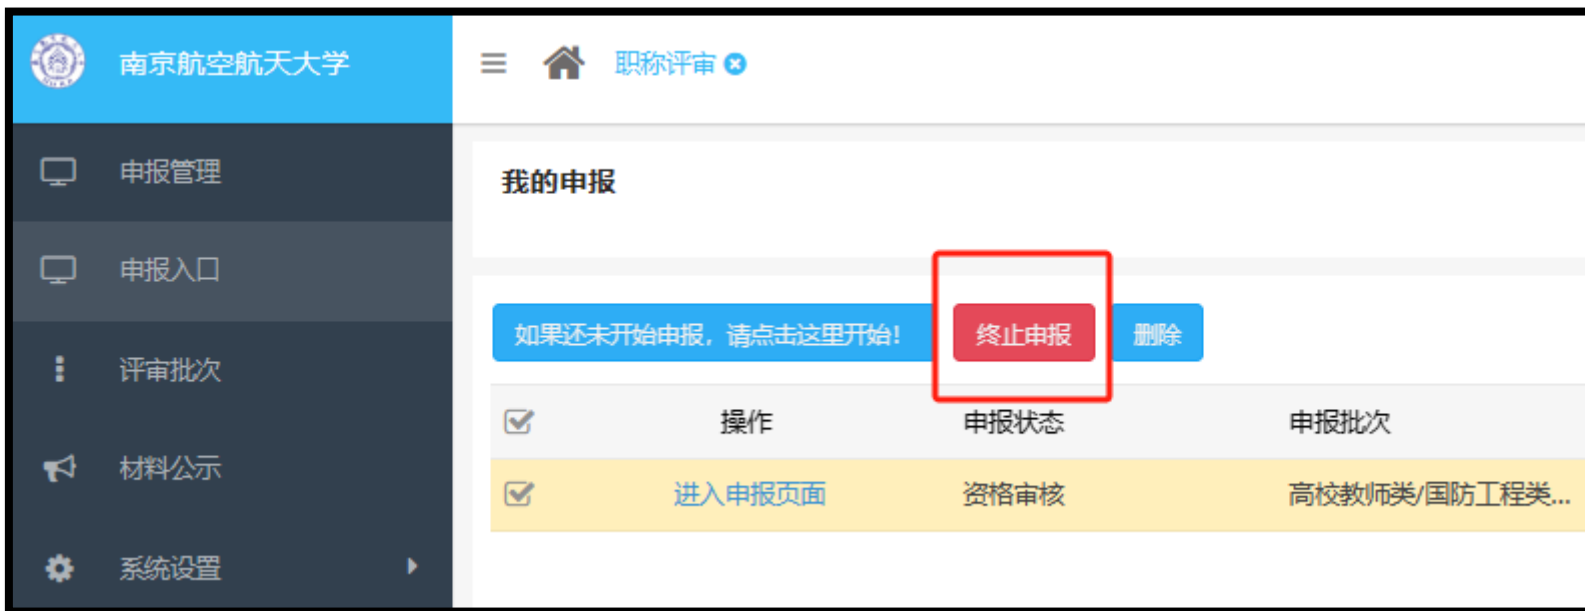 南京航空航天大学
职称评审
申报管理
申报入口
评审批次
材料公示
系统设置
我的申报
如果还未开始申报，请点击这里开始！ 终止申报 删除
操作 申报状态 申报批次
进入申报页面 资格审核 高校教师类/国防工程类...